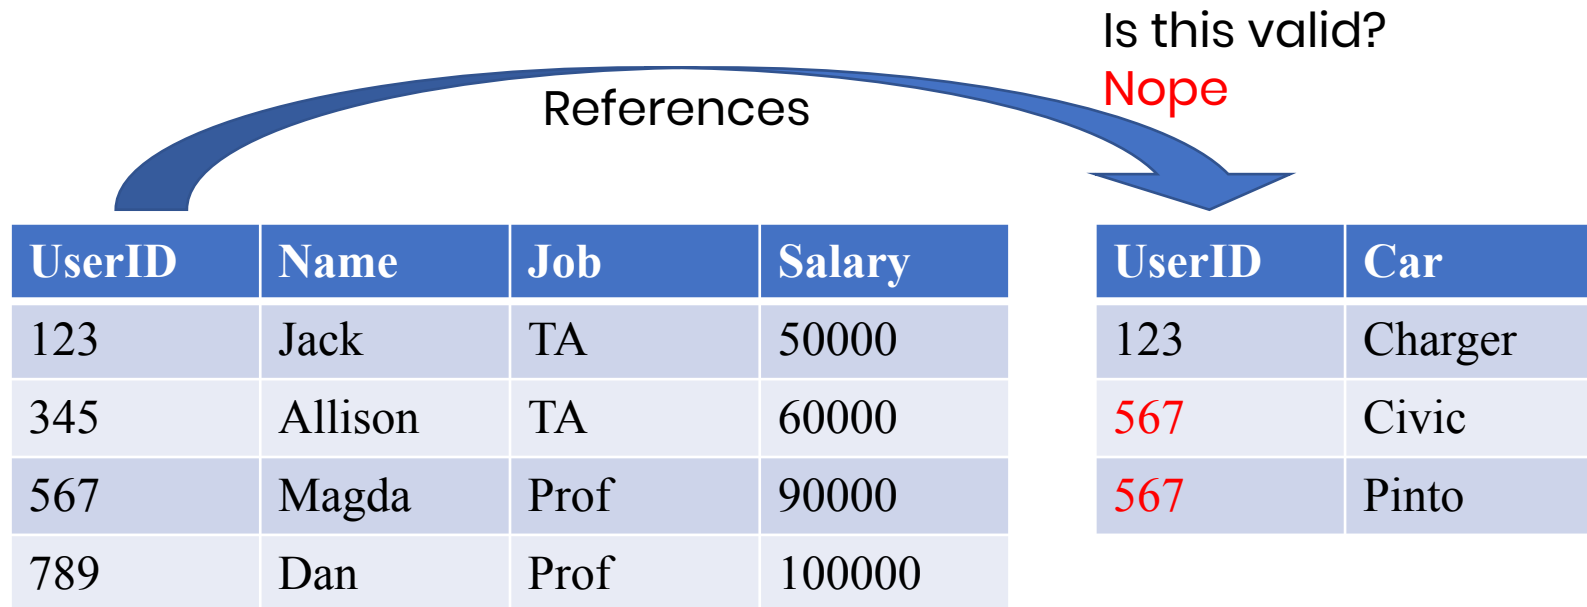 Is this valid?
Nope
References
UserID Name Job Salary
123 Jack TA 50000
345 Allison TA 60000
567 Magda Prof 90000
789 Dan Prof 100000
UserID Car
123 Charger
567 Civic
567 Pinto